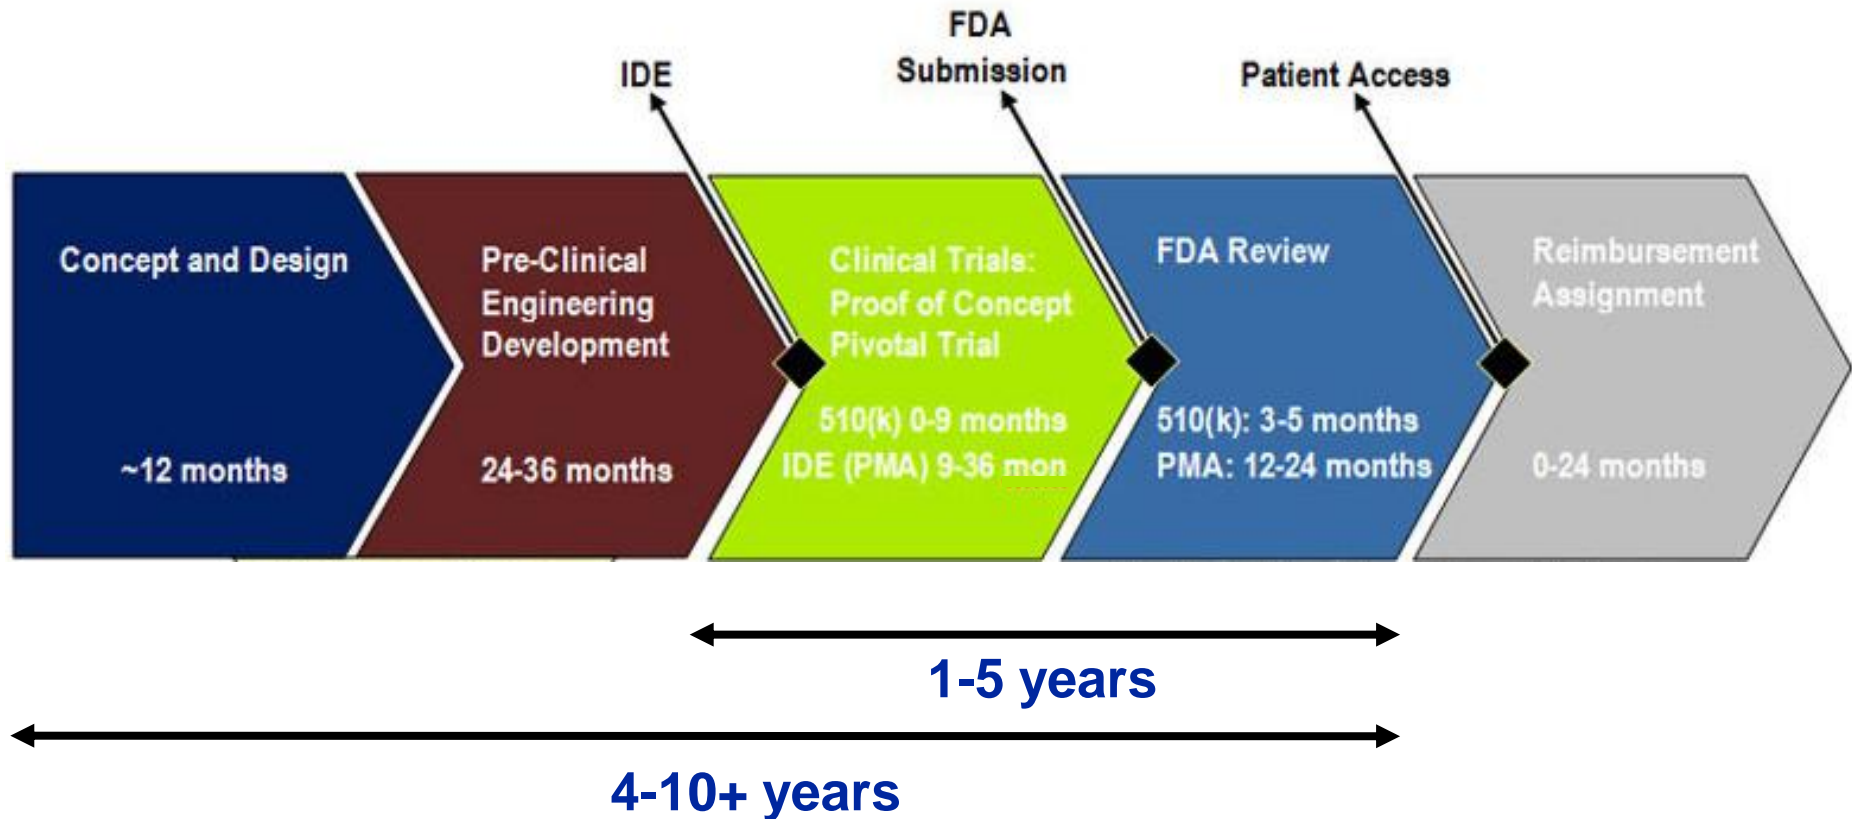 FDA
Submission
IDE
Patient Access
Concept and Design
~12 months
Pre-Clinical
Engineering
Development
24-36 months
Clinical Trials:
Proof of Concept
Pivotal Trial
510(k) 0-9 months
IDE (PMA) 9-36 mon
FDA Review
510(k): 3-5 months
PMA: 12-24 months
Reimbursement
Assignment
0-24 months
1-5 years
4-10+ years